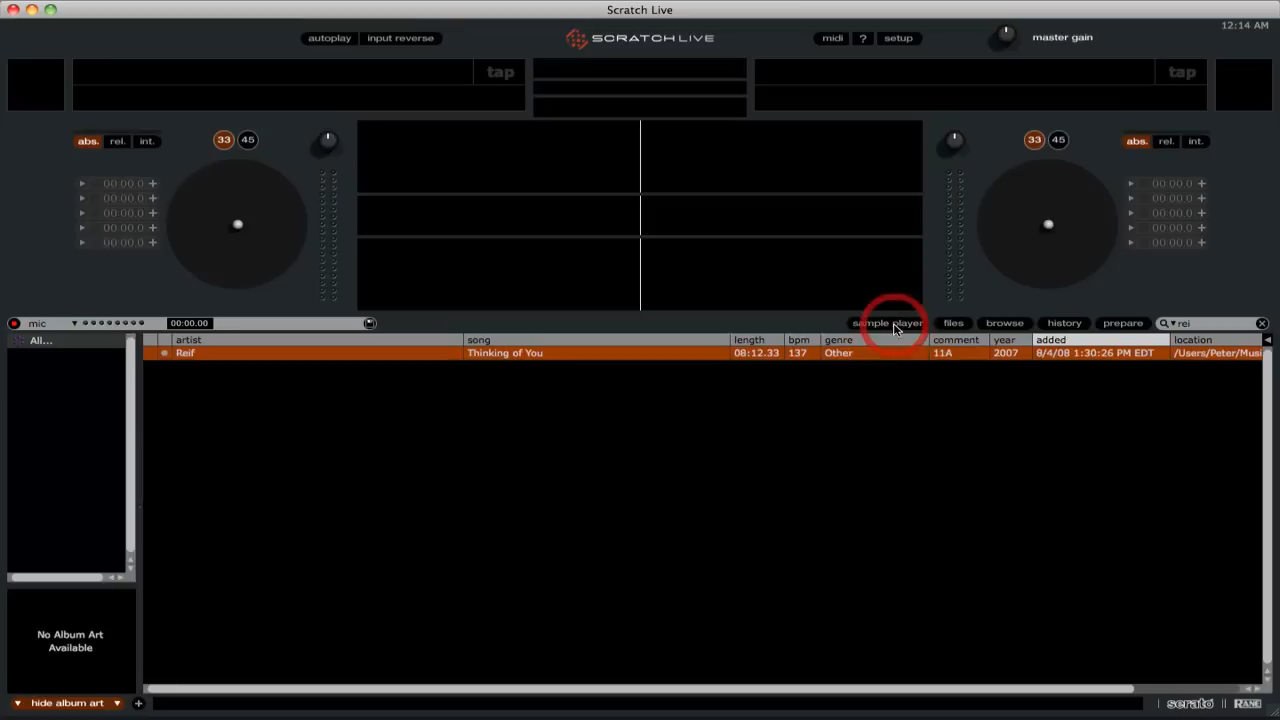 Scratch Live
12:14 AM
autoplay input reverse SCRATCH LIVE midi ? setup master gain
tap tap
abs. rel. int. 33 45 33 45 abs. rel. int.
00:00.0 00:00.0
00:00.0 00:00.0
00:00.0 00:00.0
00:00.0 00:00.0
00:00.0 00:00.0
mic 00:00.00 sample player files browse history prepare rei
All... artist song length bpm genre comment year added location
Reif Thinking of You 08:12.33 137 Other 11A 2007 8/4/08 1:30:26 PM EDT /Users/Peter/Musi
No Album Art
Available
hide album art + serato RANE